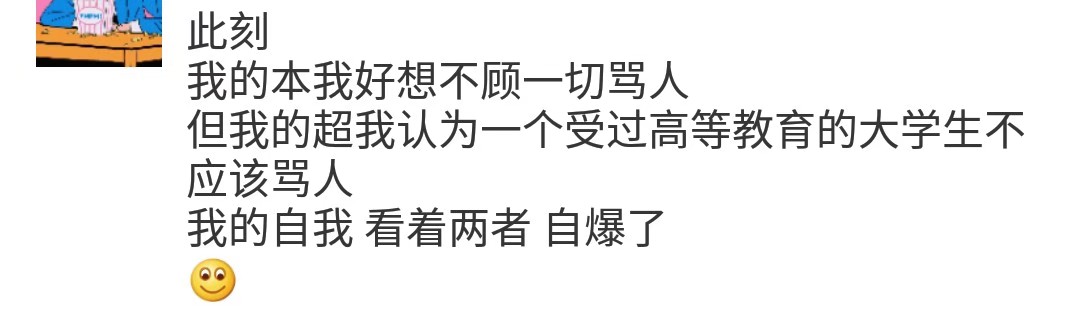 此刻
我的本我好想不顾一切骂人
但我的超我认为一个受过高等教育的大学生不
应该骂人
我的自我 看着两者 自爆了